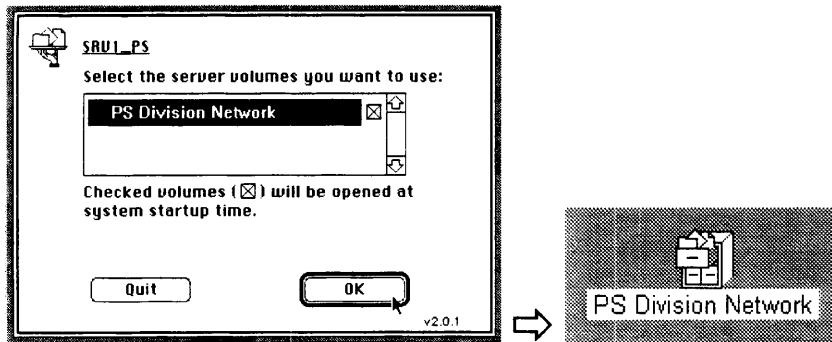 SRV1_PS
Select the server volumes you want to use:
PS Division Network
Checked volumes (☒) will be opened at
system startup time.
Quit
OK
v2.0.1
PS Division Network